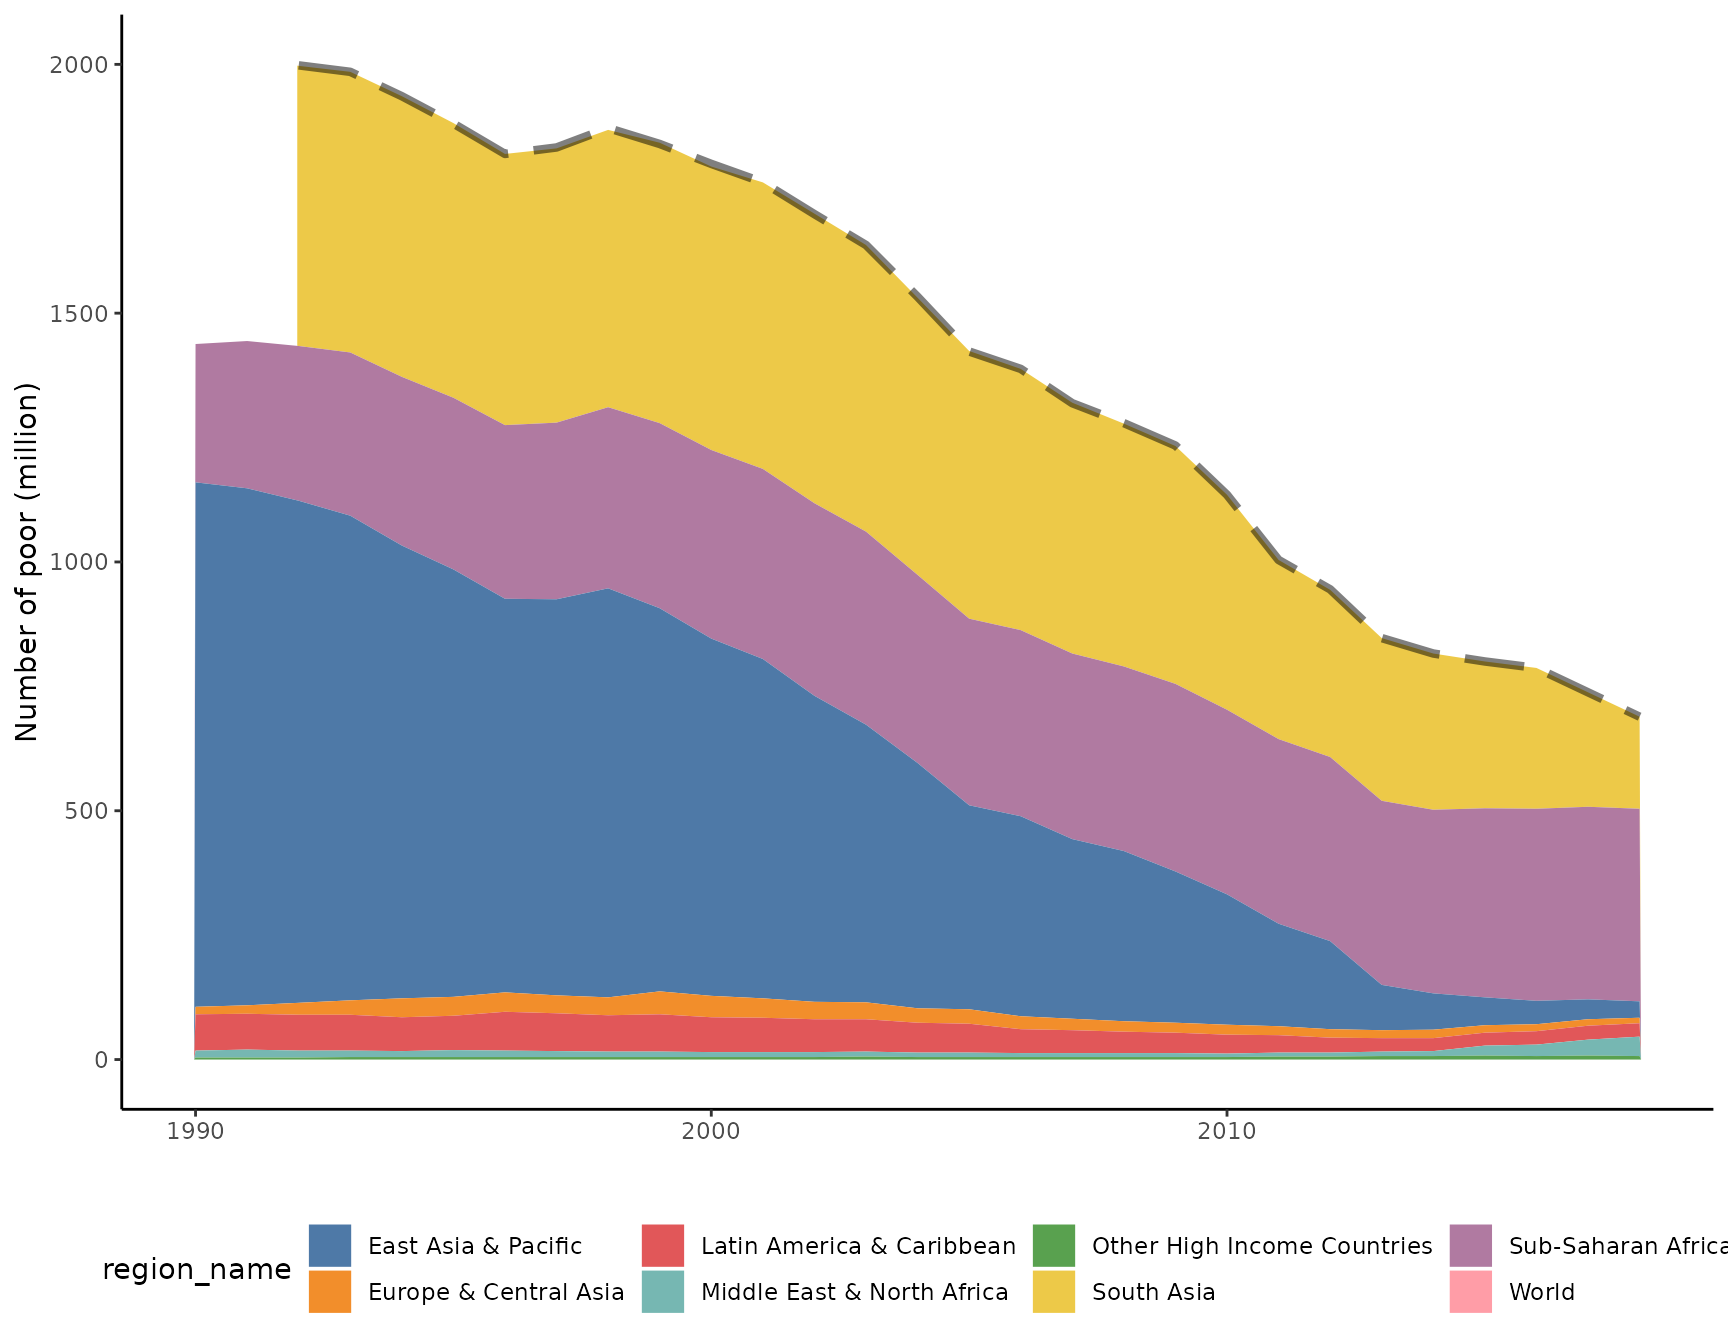 2000
1500
1000
500
0
Number of poor (million)
1990 2000 2010
region_name
East Asia & Pacific Latin America & Caribbean Other High Income Countries Sub-Saharan Africa
Europe & Central Asia Middle East & North Africa South Asia World